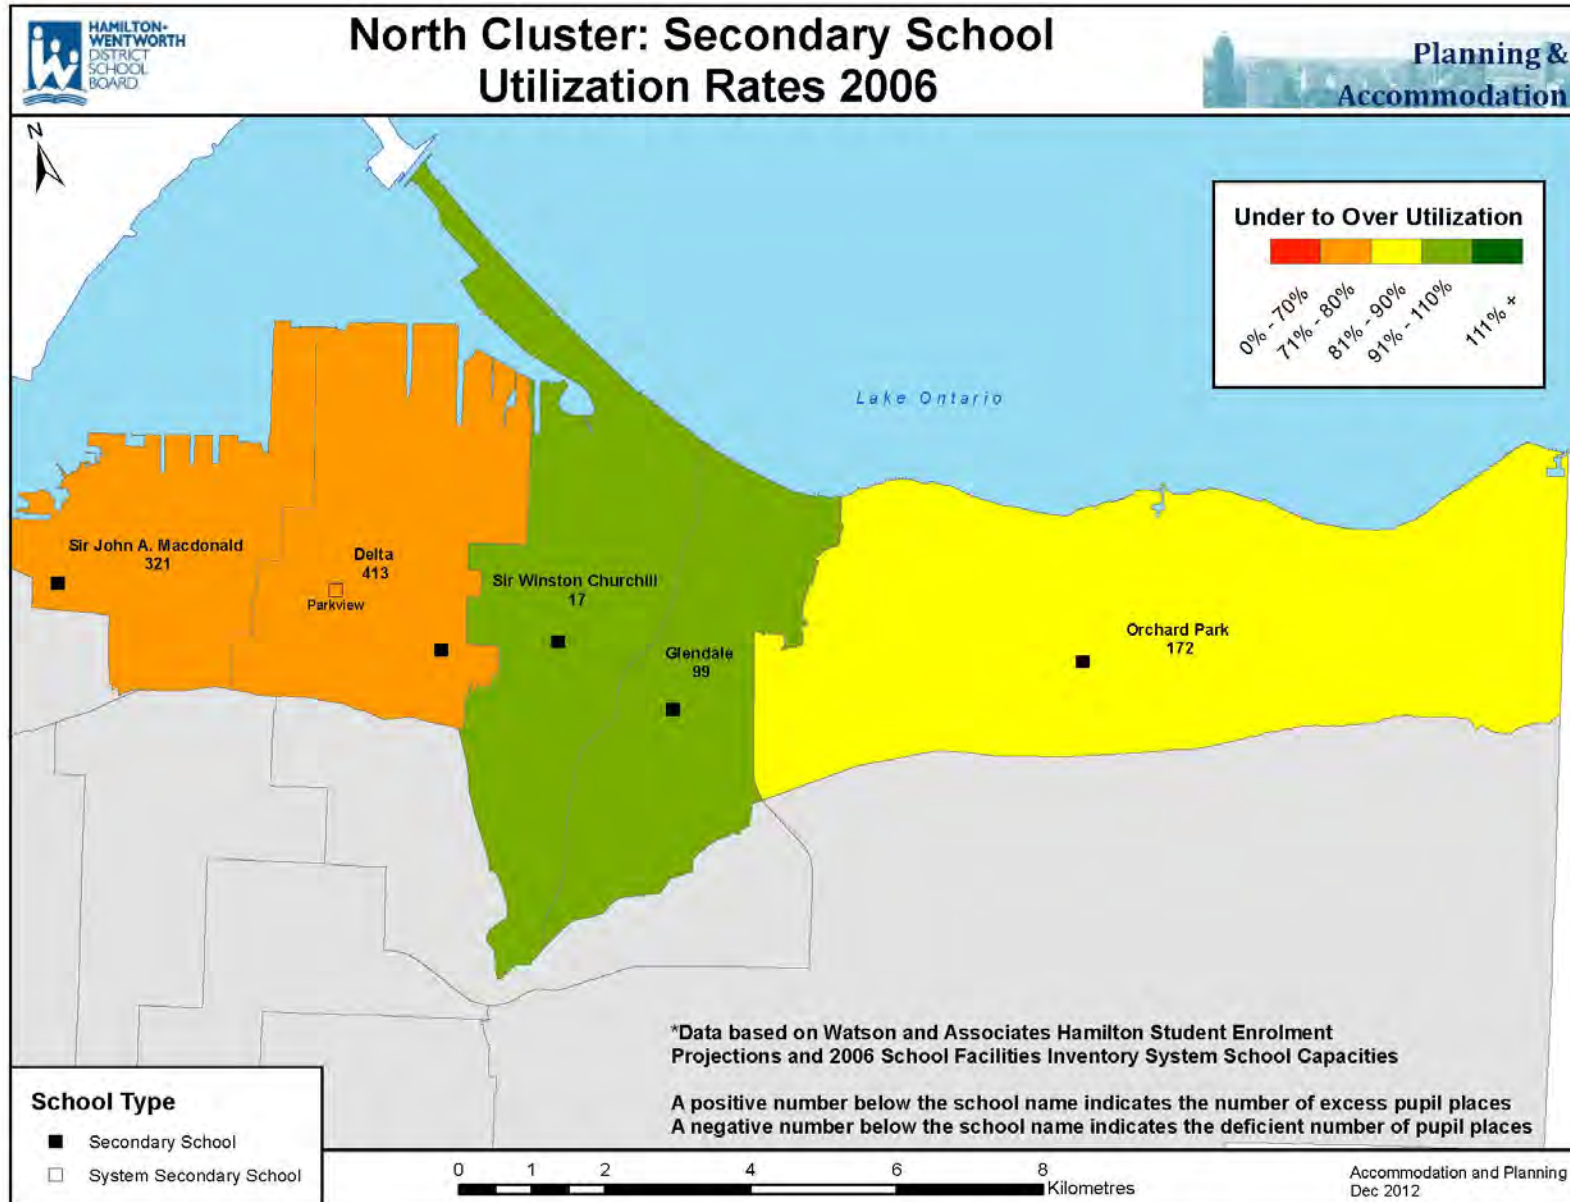 HAMILTON-
WENTWORTH
DISTRICT
SCHOOL
BOARD
North Cluster: Secondary School
Utilization Rates 2006
Planning &
Accommodation
N
Under to Over Utilization
0% - 70%
71% - 80%
81% - 90%
91% - 110%
111% +
Lake Ontario
Sir John A. Macdonald
321
Delta
413
Parkview
Sir Winston Churchill
17
Glendale
99
Orchard Park
172
*Data based on Watson and Associates Hamilton Student Enrolment
Projections and 2006 School Facilities Inventory System School Capacities
A positive number below the school name indicates the number of excess pupil places
A negative number below the school name indicates the deficient number of pupil places
School Type
Secondary School
System Secondary School
0 1 2 4 6 8
Kilometres
Accommodation and Planning
Dec 2012